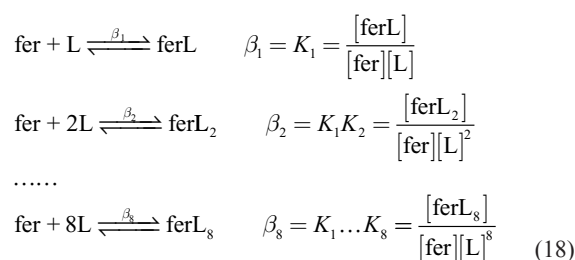 fer + L ⇌ ferL (β₁) β₁ = K₁ = [ferL] / [fer][L]
fer + 2L ⇌ ferL₂ (β₂) β₂ = K₁K₂ = [ferL₂] / [fer][L]²
……
fer + 8L ⇌ ferL₈ (β₈) β₈ = K₁…K₈ = [ferL₈] / [fer][L]⁸ (18)